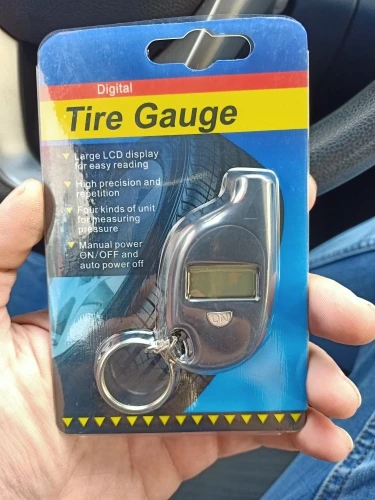 Digital
Tire Gauge
Large LCD display
for easy reading
High precision and
repetition
Four kinds of unit
for measuring
pressure
Manual power
ON/OFF and
auto power off
ON